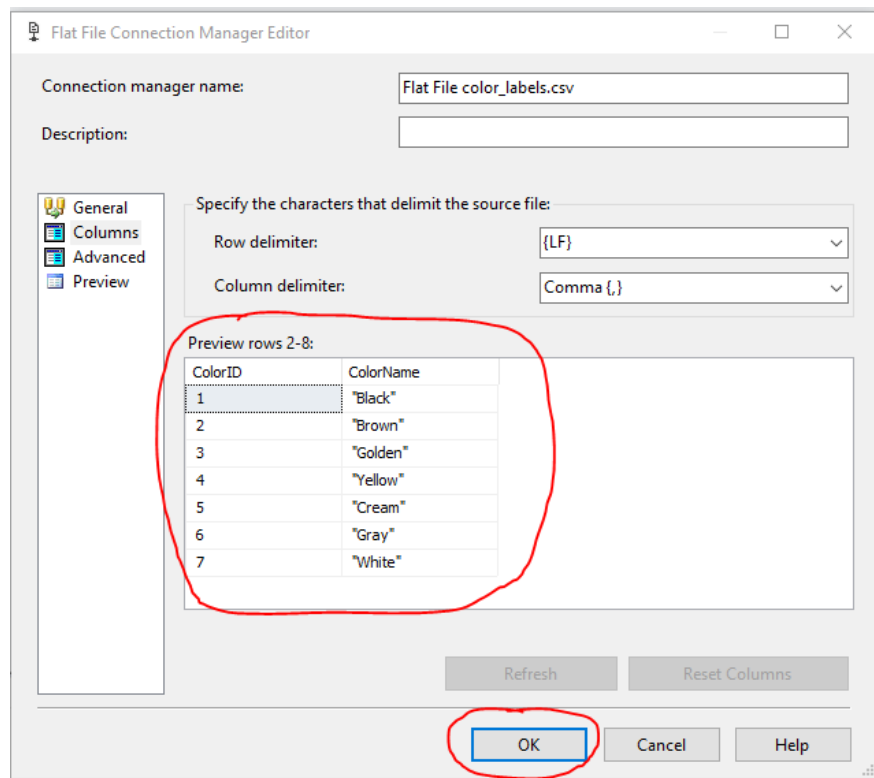 Flat File Connection Manager Editor
Connection manager name:
Flat File color_labels.csv
Description:
General
Columns
Advanced
Preview
Specify the characters that delimit the source file:
Row delimiter:
{LF}
Column delimiter:
Comma {,}
Preview rows 2-8:
ColorID ColorName
1 "Black"
2 "Brown"
3 "Golden"
4 "Yellow"
5 "Cream"
6 "Gray"
7 "White"
Refresh Reset Columns
OK Cancel Help